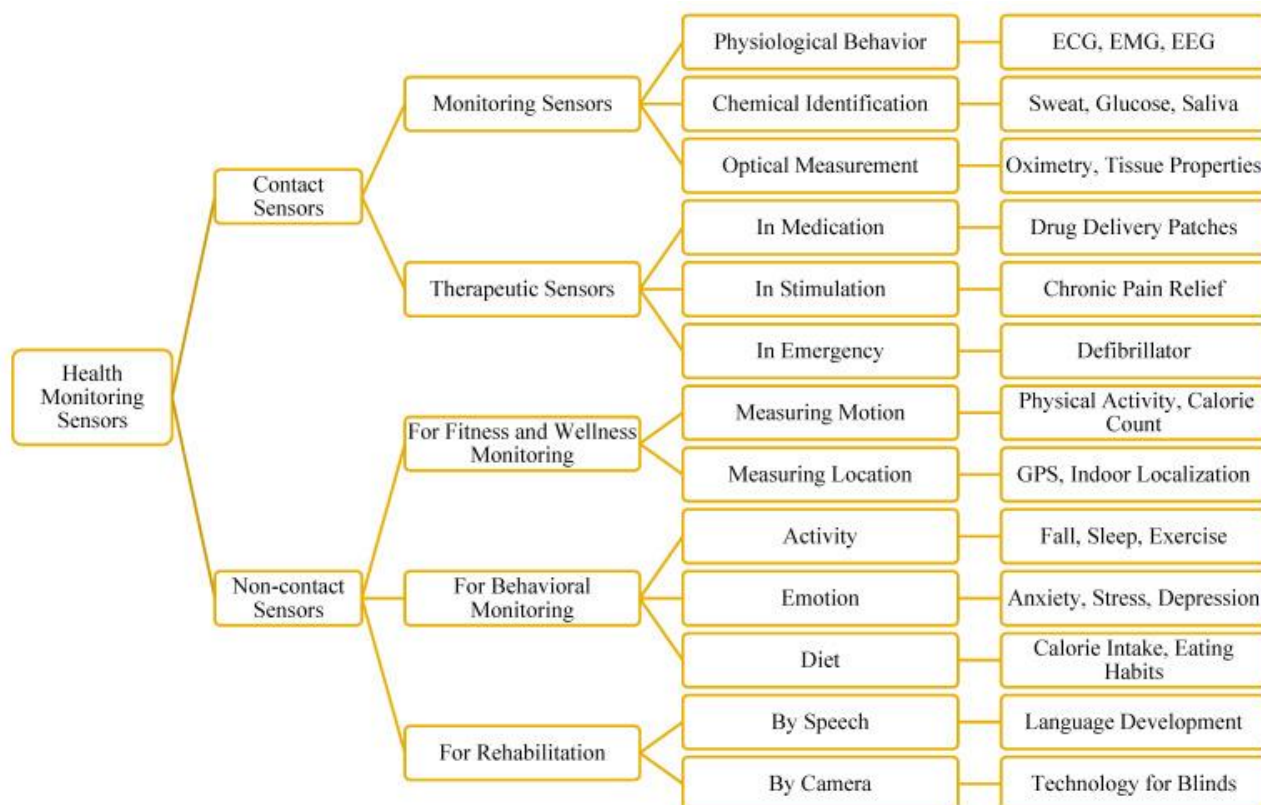 Physiological Behavior
ECG, EMG, EEG
Monitoring Sensors
Chemical Identification
Sweat, Glucose, Saliva
Optical Measurement
Oximetry, Tissue Properties
Contact
Sensors
In Medication
Drug Delivery Patches
Therapeutic Sensors
In Stimulation
Chronic Pain Relief
In Emergency
Defibrillator
Health
Monitoring
Sensors
For Fitness and Wellness
Monitoring
Measuring Motion
Physical Activity, Calorie
Count
Measuring Location
GPS, Indoor Localization
Activity
Fall, Sleep, Exercise
Non-contact
Sensors
For Behavioral
Monitoring
Emotion
Anxiety, Stress, Depression
Diet
Calorie Intake, Eating
Habits
For Rehabilitation
By Speech
Language Development
By Camera
Technology for Blinds